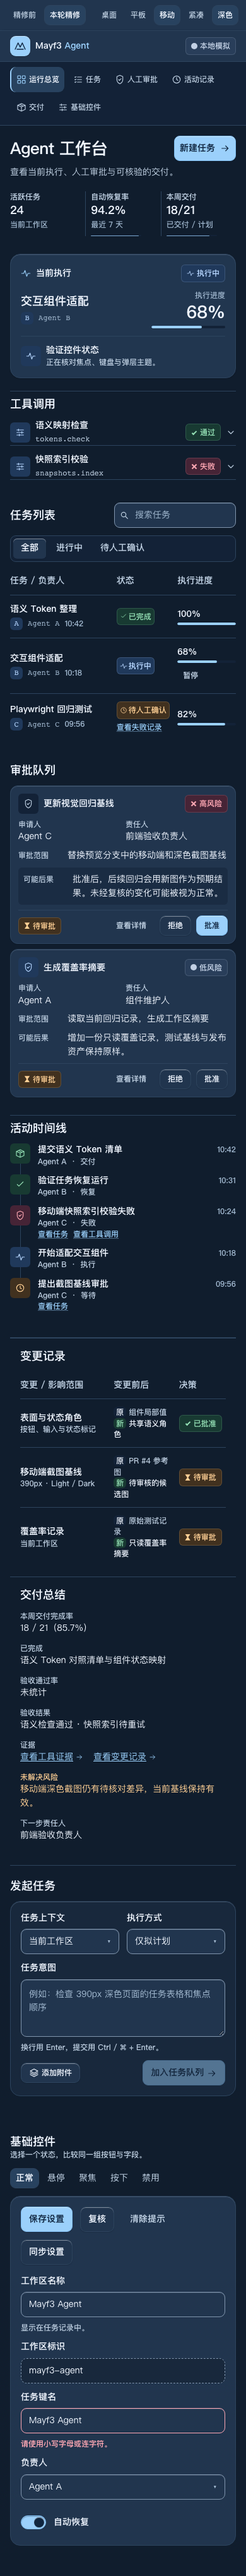 精修前 本轮精修 桌面 平板 移动 紧凑 深色
Mayf3 Agent 本地模拟
运行总览 任务 人工审批 活动记录
交付 基础控件
Agent 工作台 新建任务 →
查看当前执行、人工审批与可核验的交付。
活跃任务 自动恢复率 本周交付
24 94.2% 18/21
当前工作区 最近 7 天 已交付 / 计划
当前执行 执行中
交互组件适配 执行进度
B Agent B 68%
验证控件状态
正在核对焦点、键盘与弹层主题。
工具调用
语义映射检查 通过
tokens.check
快照索引校验 失败
snapshots.index
任务列表 搜索任务
全部 进行中 待人工确认
任务 / 负责人 状态 执行进度
语义 Token 整理 已完成 100%
A Agent A 10:42
交互组件适配 执行中 68%
B Agent B 10:18 暂停
Playwright 回归测试 待人工确认 82%
C Agent C 09:56 查看失败记录
审批队列
更新视觉回归基线 高风险
申请人 责任人
Agent C 前端验收负责人
审批范围 替换预览分支中的移动端和深色截图基线
可能后果 批准后，后续回归会用新图作为预期结
果。未经复核的变化可能被视为正常。
待审批 查看详情 拒绝 批准
生成覆盖率摘要 低风险
申请人 责任人
Agent A 组件维护人
审批范围 读取当前回归记录，生成工作区摘要
可能后果 增加一份只读覆盖记录，测试基线与发布
资产保持原样。
待审批 查看详情 拒绝 批准
活动时间线
提交语义 Token 清单 10:42
Agent A · 交付
验证任务恢复运行 10:31
Agent B · 恢复
移动端快照索引校验失败 10:24
Agent C · 失败
查看任务 查看工具调用
开始适配交互组件 10:18
Agent B · 执行
提出截图基线审批 09:56
Agent C · 等待
查看任务
变更记录
变更 / 影响范围 变更前后 决策
表面与状态角色 原 组件局部值 已批准
按钮、输入与状态标记 新 共享语义角
色
移动端截图基线 原 PR #4 参考
390px · Light / Dark 图 待审批
新 待审核的候
选图
覆盖率记录 原 原始测试记
当前工作区 录 待审批
新 只读覆盖率
摘要
交付总结
本周交付完成率
18 / 21（85.7%）
已完成
语义 Token 对照清单与组件状态映射
验收通过率
未统计
验收结果
语义检查通过 · 快照索引待重试
证据
查看工具证据 → 查看变更记录 →
未解决风险
移动端深色截图仍有待核对差异，当前基线保持有
效。
下一步责任人
前端验收负责人
发起任务
任务上下文 执行方式
当前工作区 仅拟计划
任务意图
例如：检查 390px 深色页面的任务表格和焦点
顺序
换行用 Enter，提交用 Ctrl / ⌘ + Enter。
添加附件 加入任务队列 →
基础控件
选择一个状态，比较同一组按钮与字段。
正常 悬停 聚焦 按下 禁用
保存设置 复核 清除提示
同步设置
工作区名称
Mayf3 Agent
显示在任务记录中。
工作区标识
mayf3-agent
任务键名
Mayf3 Agent
请使用小写字母或连字符。
负责人
Agent A
自动恢复